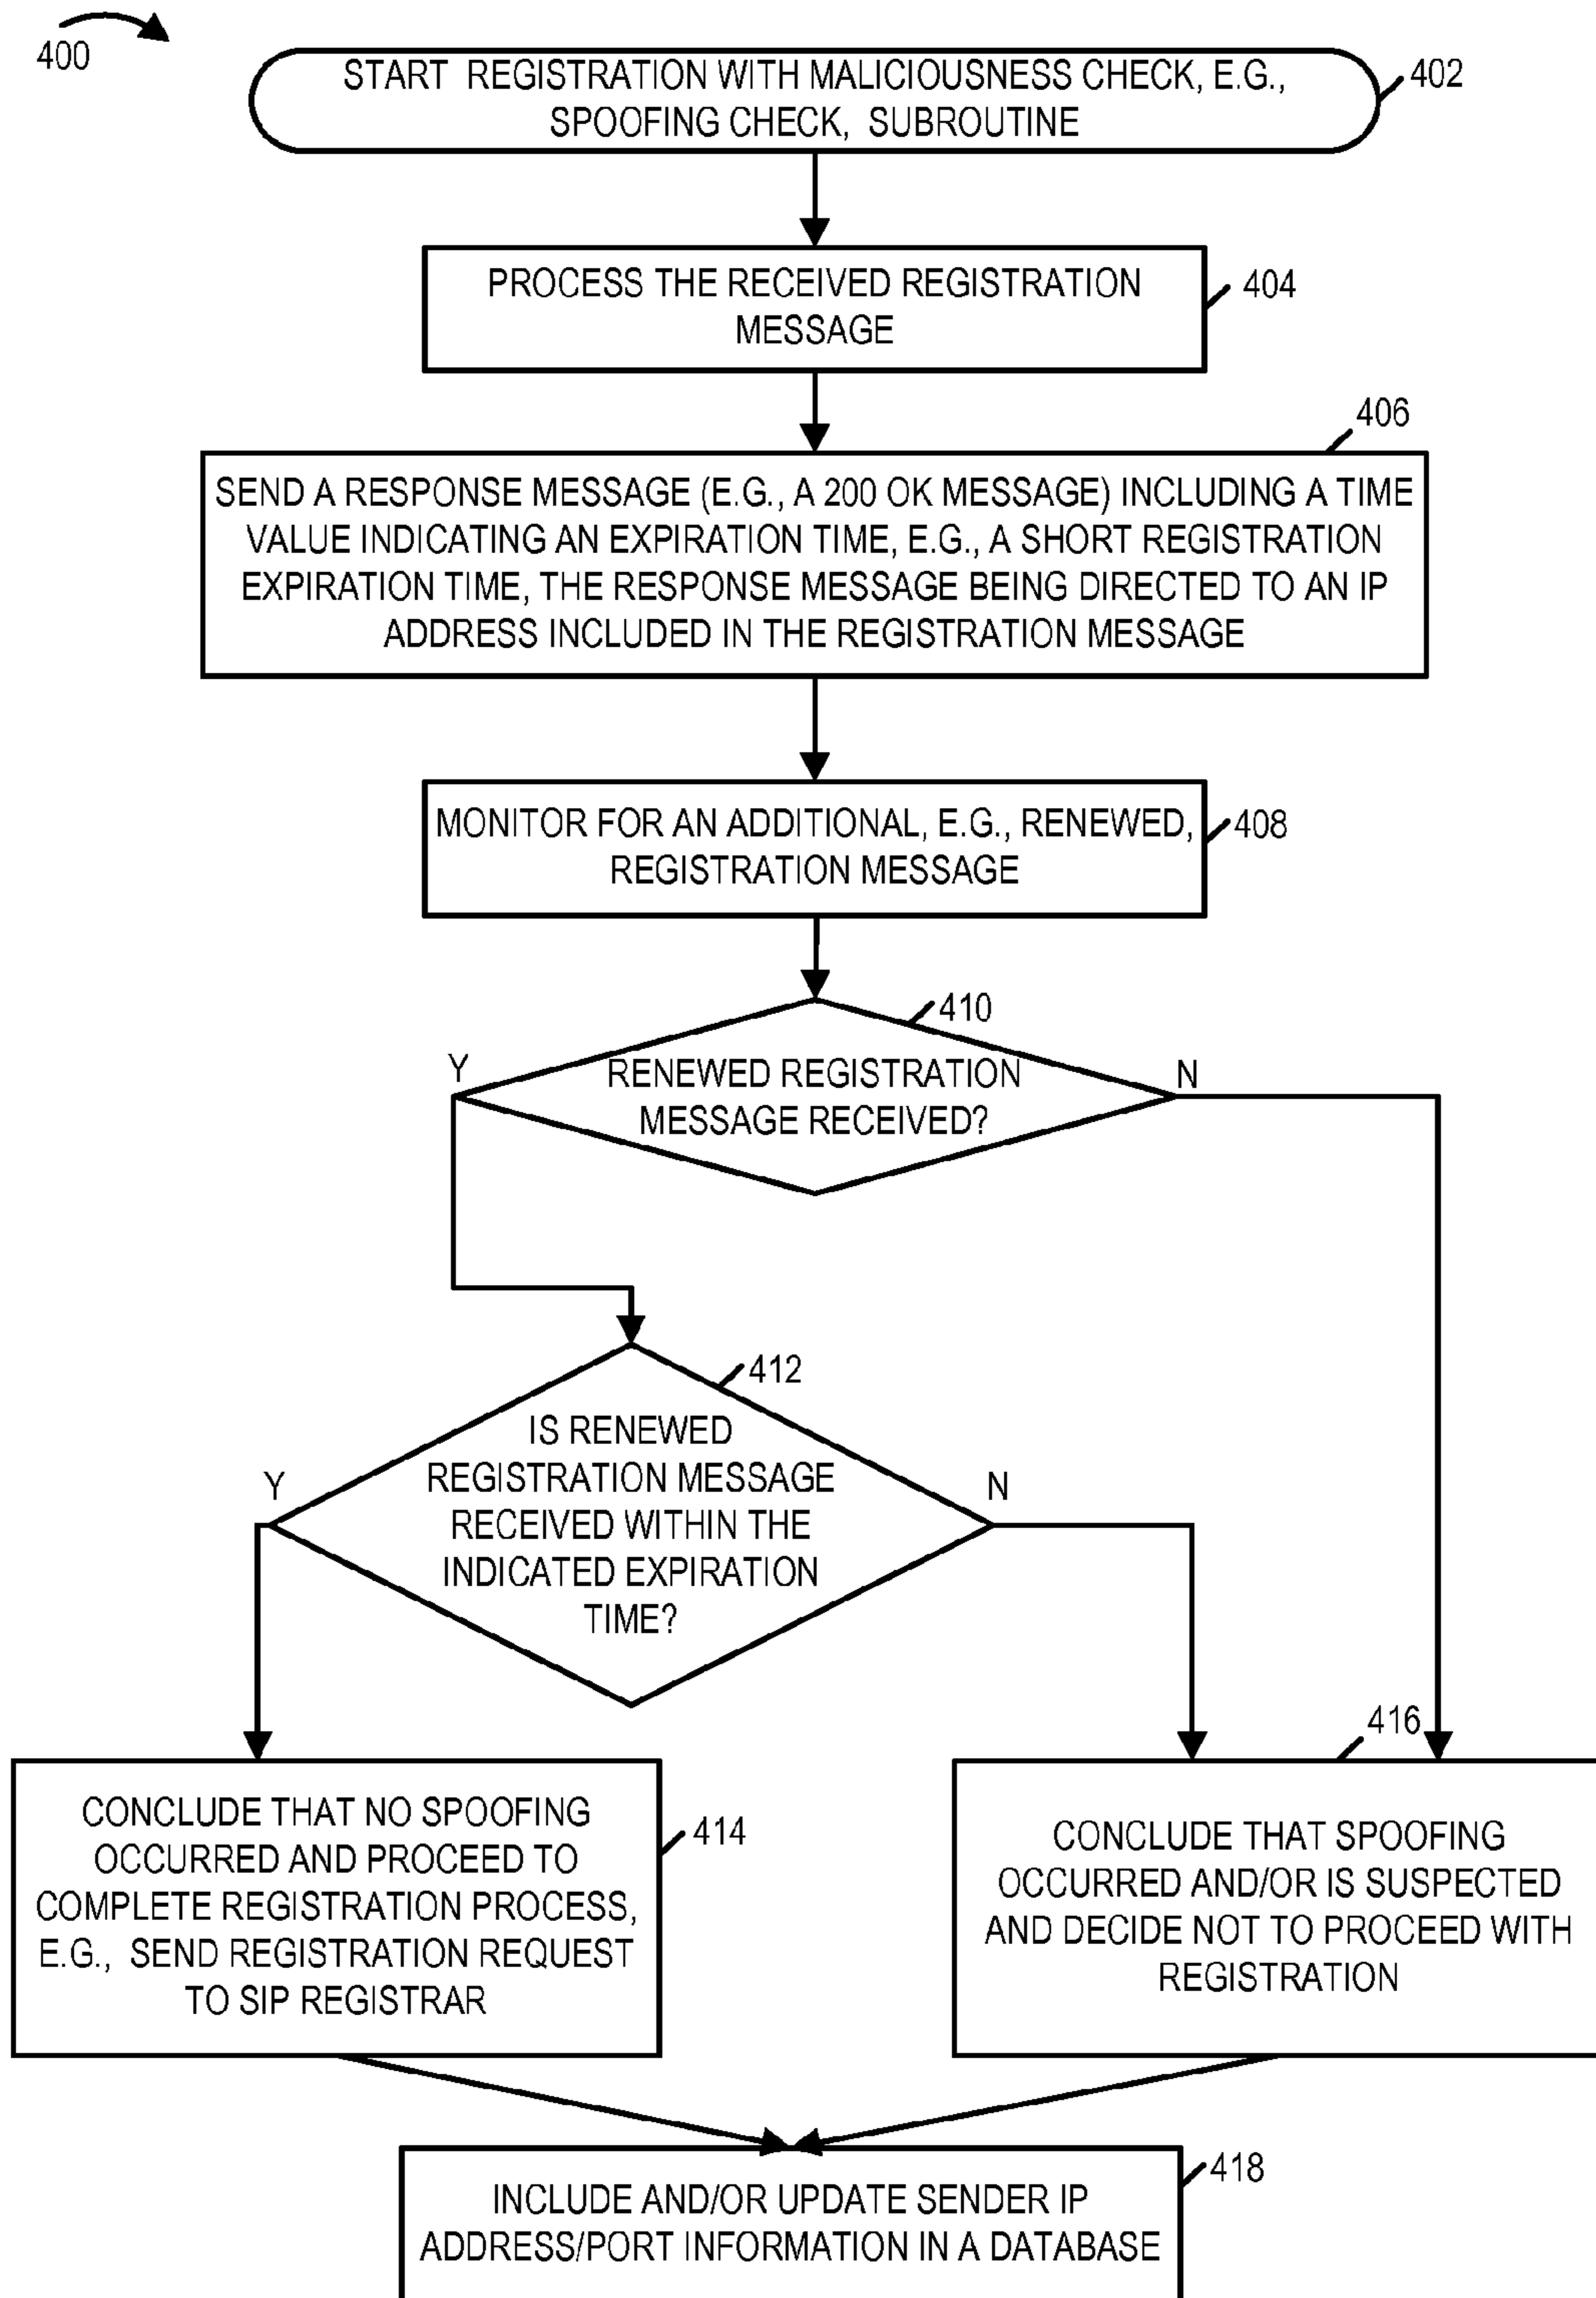 400
START REGISTRATION WITH MALICIOUSNESS CHECK, E.G.,
SPOOFING CHECK, SUBROUTINE
402
PROCESS THE RECEIVED REGISTRATION
MESSAGE
404
406
SEND A RESPONSE MESSAGE (E.G., A 200 OK MESSAGE) INCLUDING A TIME
VALUE INDICATING AN EXPIRATION TIME, E.G., A SHORT REGISTRATION
EXPIRATION TIME, THE RESPONSE MESSAGE BEING DIRECTED TO AN IP
ADDRESS INCLUDED IN THE REGISTRATION MESSAGE
MONITOR FOR AN ADDITIONAL, E.G., RENEWED,
REGISTRATION MESSAGE
408
410
Y
RENEWED REGISTRATION
MESSAGE RECEIVED?
N
412
Y
IS RENEWED
REGISTRATION MESSAGE
RECEIVED WITHIN THE
INDICATED EXPIRATION
TIME?
N
CONCLUDE THAT NO SPOOFING
OCCURRED AND PROCEED TO
COMPLETE REGISTRATION PROCESS,
E.G., SEND REGISTRATION REQUEST
TO SIP REGISTRAR
414
416
CONCLUDE THAT SPOOFING
OCCURRED AND/OR IS SUSPECTED
AND DECIDE NOT TO PROCEED WITH
REGISTRATION
INCLUDE AND/OR UPDATE SENDER IP
ADDRESS/PORT INFORMATION IN A DATABASE
418